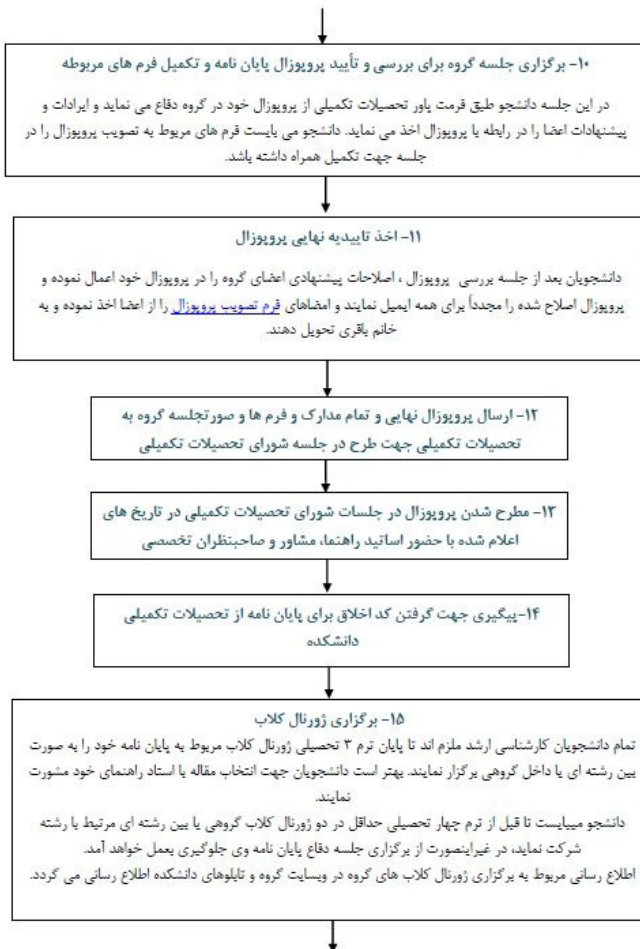 ۱۰- برگزاری جلسه گروه برای بررسی و تأیید پروپوزال پایان نامه و تکمیل فرم های مربوطه
در این جلسه دانشجو طبق فرمت پاور تحصیلات تکمیلی از پروپوزال خود در گروه دفاع می نماید و ایرادات و
پیشنهادات اعضا را در رابطه با پروپوزال اخذ می نماید. دانشجو می بایست فرم های مربوط به تصویب پروپوزال را در
جلسه جهت تکمیل همراه داشته باشد.
۱۱- اخذ تاییدیه نهایی پروپوزال
دانشجویان بعد از جلسه بررسی پروپوزال ، اصلاحات پیشنهادی اعضای گروه را در پروپوزال خود اعمال نموده و
پروپوزال اصلاح شده را مجدداً برای همه ایمیل نمایند و امضاهای فرم تصویب پروپوزال را از اعضا اخذ نموده و به
خانم باقری تحویل دهند.
۱۲- ارسال پروپوزال نهایی و تمام مدارک و فرم ها و صورتجلسه گروه به
تحصیلات تکمیلی جهت طرح در جلسه شورای تحصیلات تکمیلی
۱۳- مطرح شدن پروپوزال در جلسات شورای تحصیلات تکمیلی در تاریخ های
اعلام شده با حضور اساتید راهنما، مشاور و صاحبنظران تخصصی
۱۴-پیگیری جهت گرفتن کد اخلاق برای پایان نامه از تحصیلات تکمیلی
دانشکده
۱۵- برگزاری ژورنال کلاب
تمام دانشجویان کارشناسی ارشد ملزم اند تا پایان ترم ۳ تحصیلی ژورنال کلاب مربوط به پایان نامه خود را به صورت
بین رشته ای یا داخل گروهی برگزار نمایند. بهتر است دانشجویان جهت انتخاب مقاله با استاد راهنمای خود مشورت
نمایند.
دانشجو میبایست تا قبل از ترم چهار تحصیلی حداقل در دو ژورنال کلاب گروهی یا بین رشته ای مرتبط با رشته
شرکت نماید، در غیراینصورت از برگزاری جلسه دفاع پایان نامه وی جلوگیری بعمل خواهد آمد.
اطلاع رسانی مربوط به برگزاری ژورنال کلاب های گروه در وبسایت گروه و تابلوهای دانشکده اطلاع رسانی می گردد.